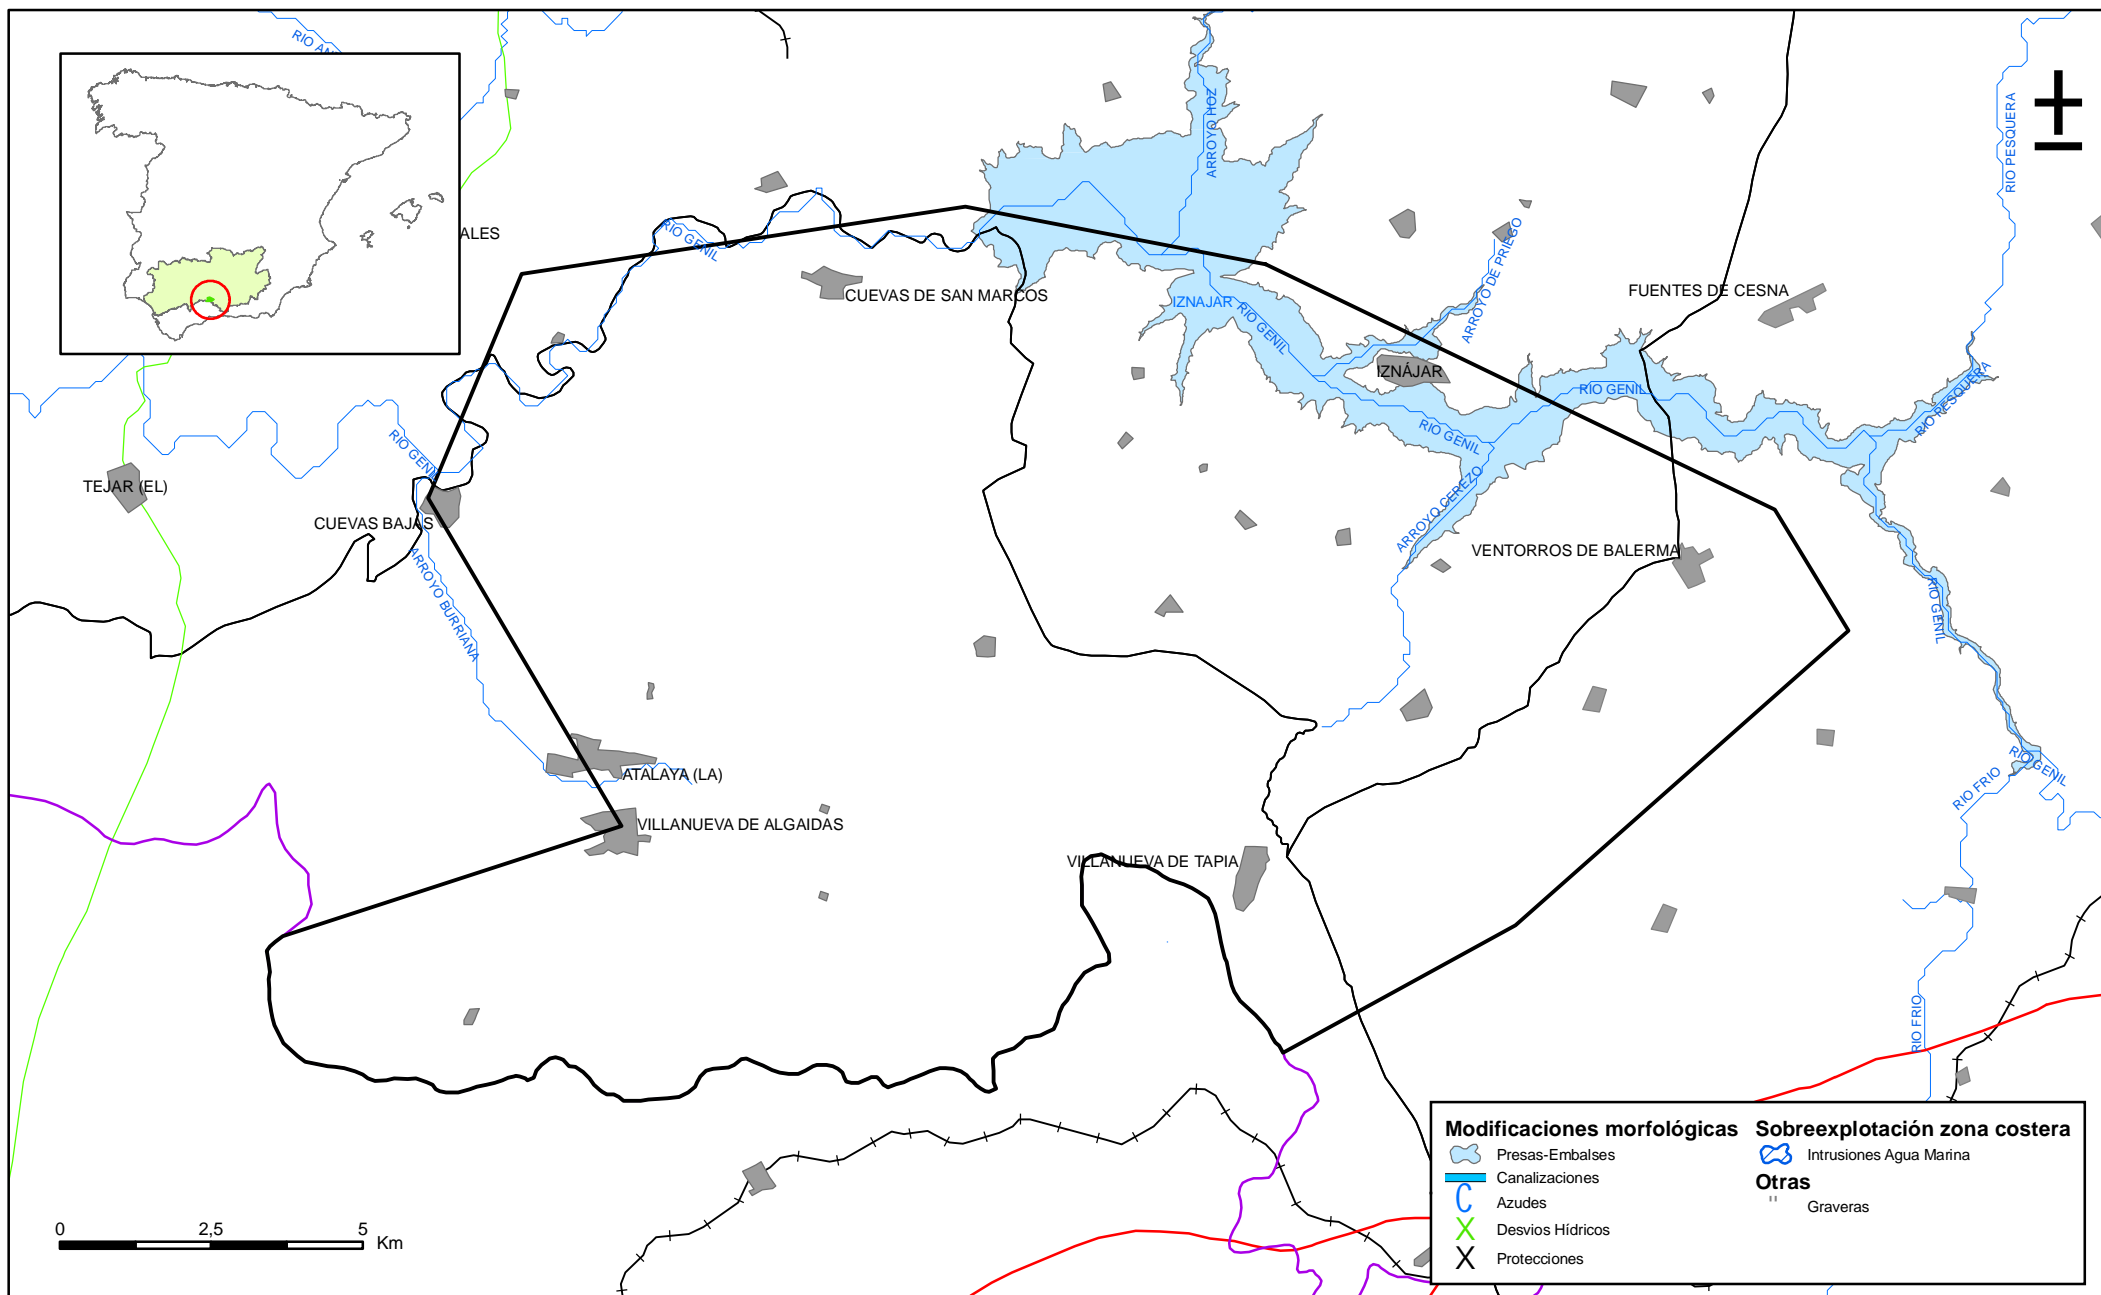 RIO AN
ARROYO HOZ
RIO PESQUERA
ALES
RIO GENIL
ARROYO DE PRIEGO
CUEVAS DE SAN MARCOS
IZNAJAR
RIO GENIL
FUENTES DE CESNA
IZNÁJAR
RIO GENIL
RIO PESQUERA
RIO GENIL
RIO GENIL
TEJAR (EL)
CUEVAS BAJAS
ARROYO CEREZO
VENTORROS DE BALERMA
ARROYO BURRIANA
RIO GENIL
ATALAYA (LA)
RIO GENIL
RIO FRIO
VILLANUEVA DE ALGAIDAS
VILLANUEVA DE TAPIA
RIO FRIO
Modificaciones morfológicas
Presas-Embalses
Canalizaciones
Azudes
Desvios Hídricos
Protecciones
Sobreexplotación zona costera
Intrusiones Agua Marina
Otras
Graveras
0 2,5 5
Km